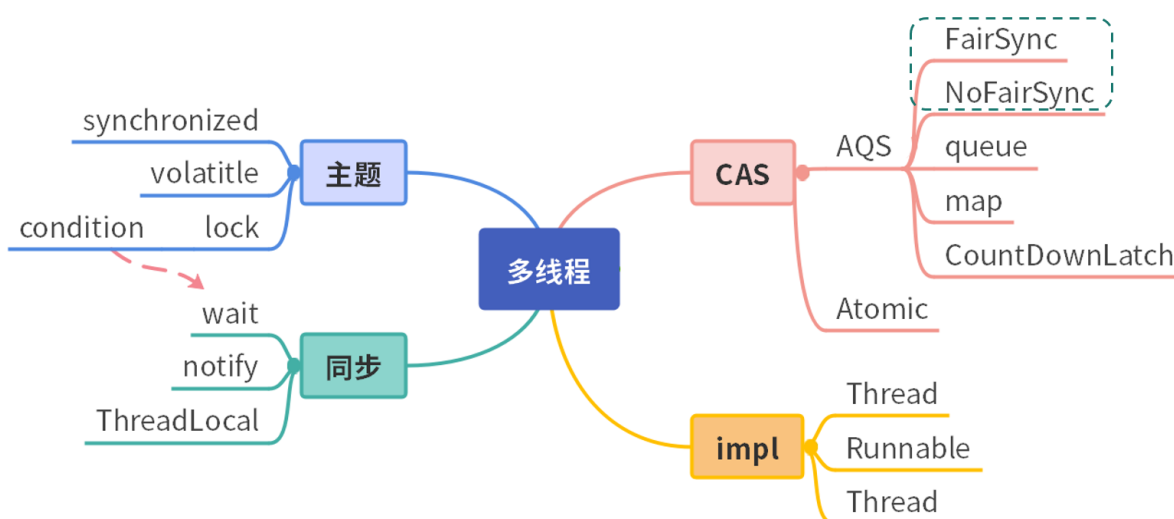 多线程
主题
synchronized
volatitle
lock
condition
同步
wait
notify
ThreadLocal
CAS
AQS
FairSync
NoFairSync
queue
map
CountDownLatch
Atomic
impl
Thread
Runnable
Thread